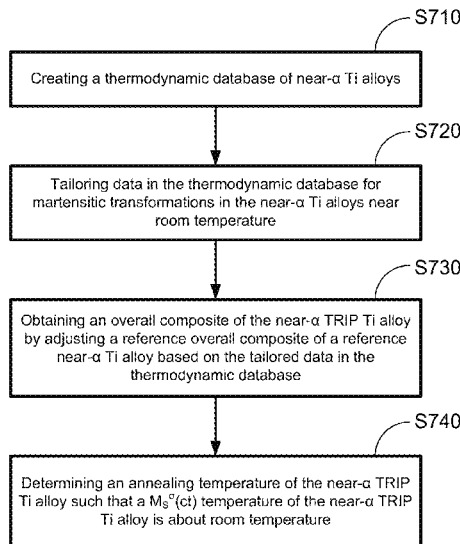 S710
Creating a thermodynamic database of near-α Ti alloys
S720
Tailoring data in the thermodynamic database for
martensitic transformations in the near-α Ti alloys near
room temperature
S730
Obtaining an overall composite of the near-α TRIP Ti alloy
by adjusting a reference overall composite of a reference
near-α Ti alloy based on the tailored data in the
thermodynamic database
S740
Determining an annealing temperature of the near-α TRIP
Ti alloy such that a Mₛᵅ(ct) temperature of the near-α TRIP
Ti alloy is about room temperature